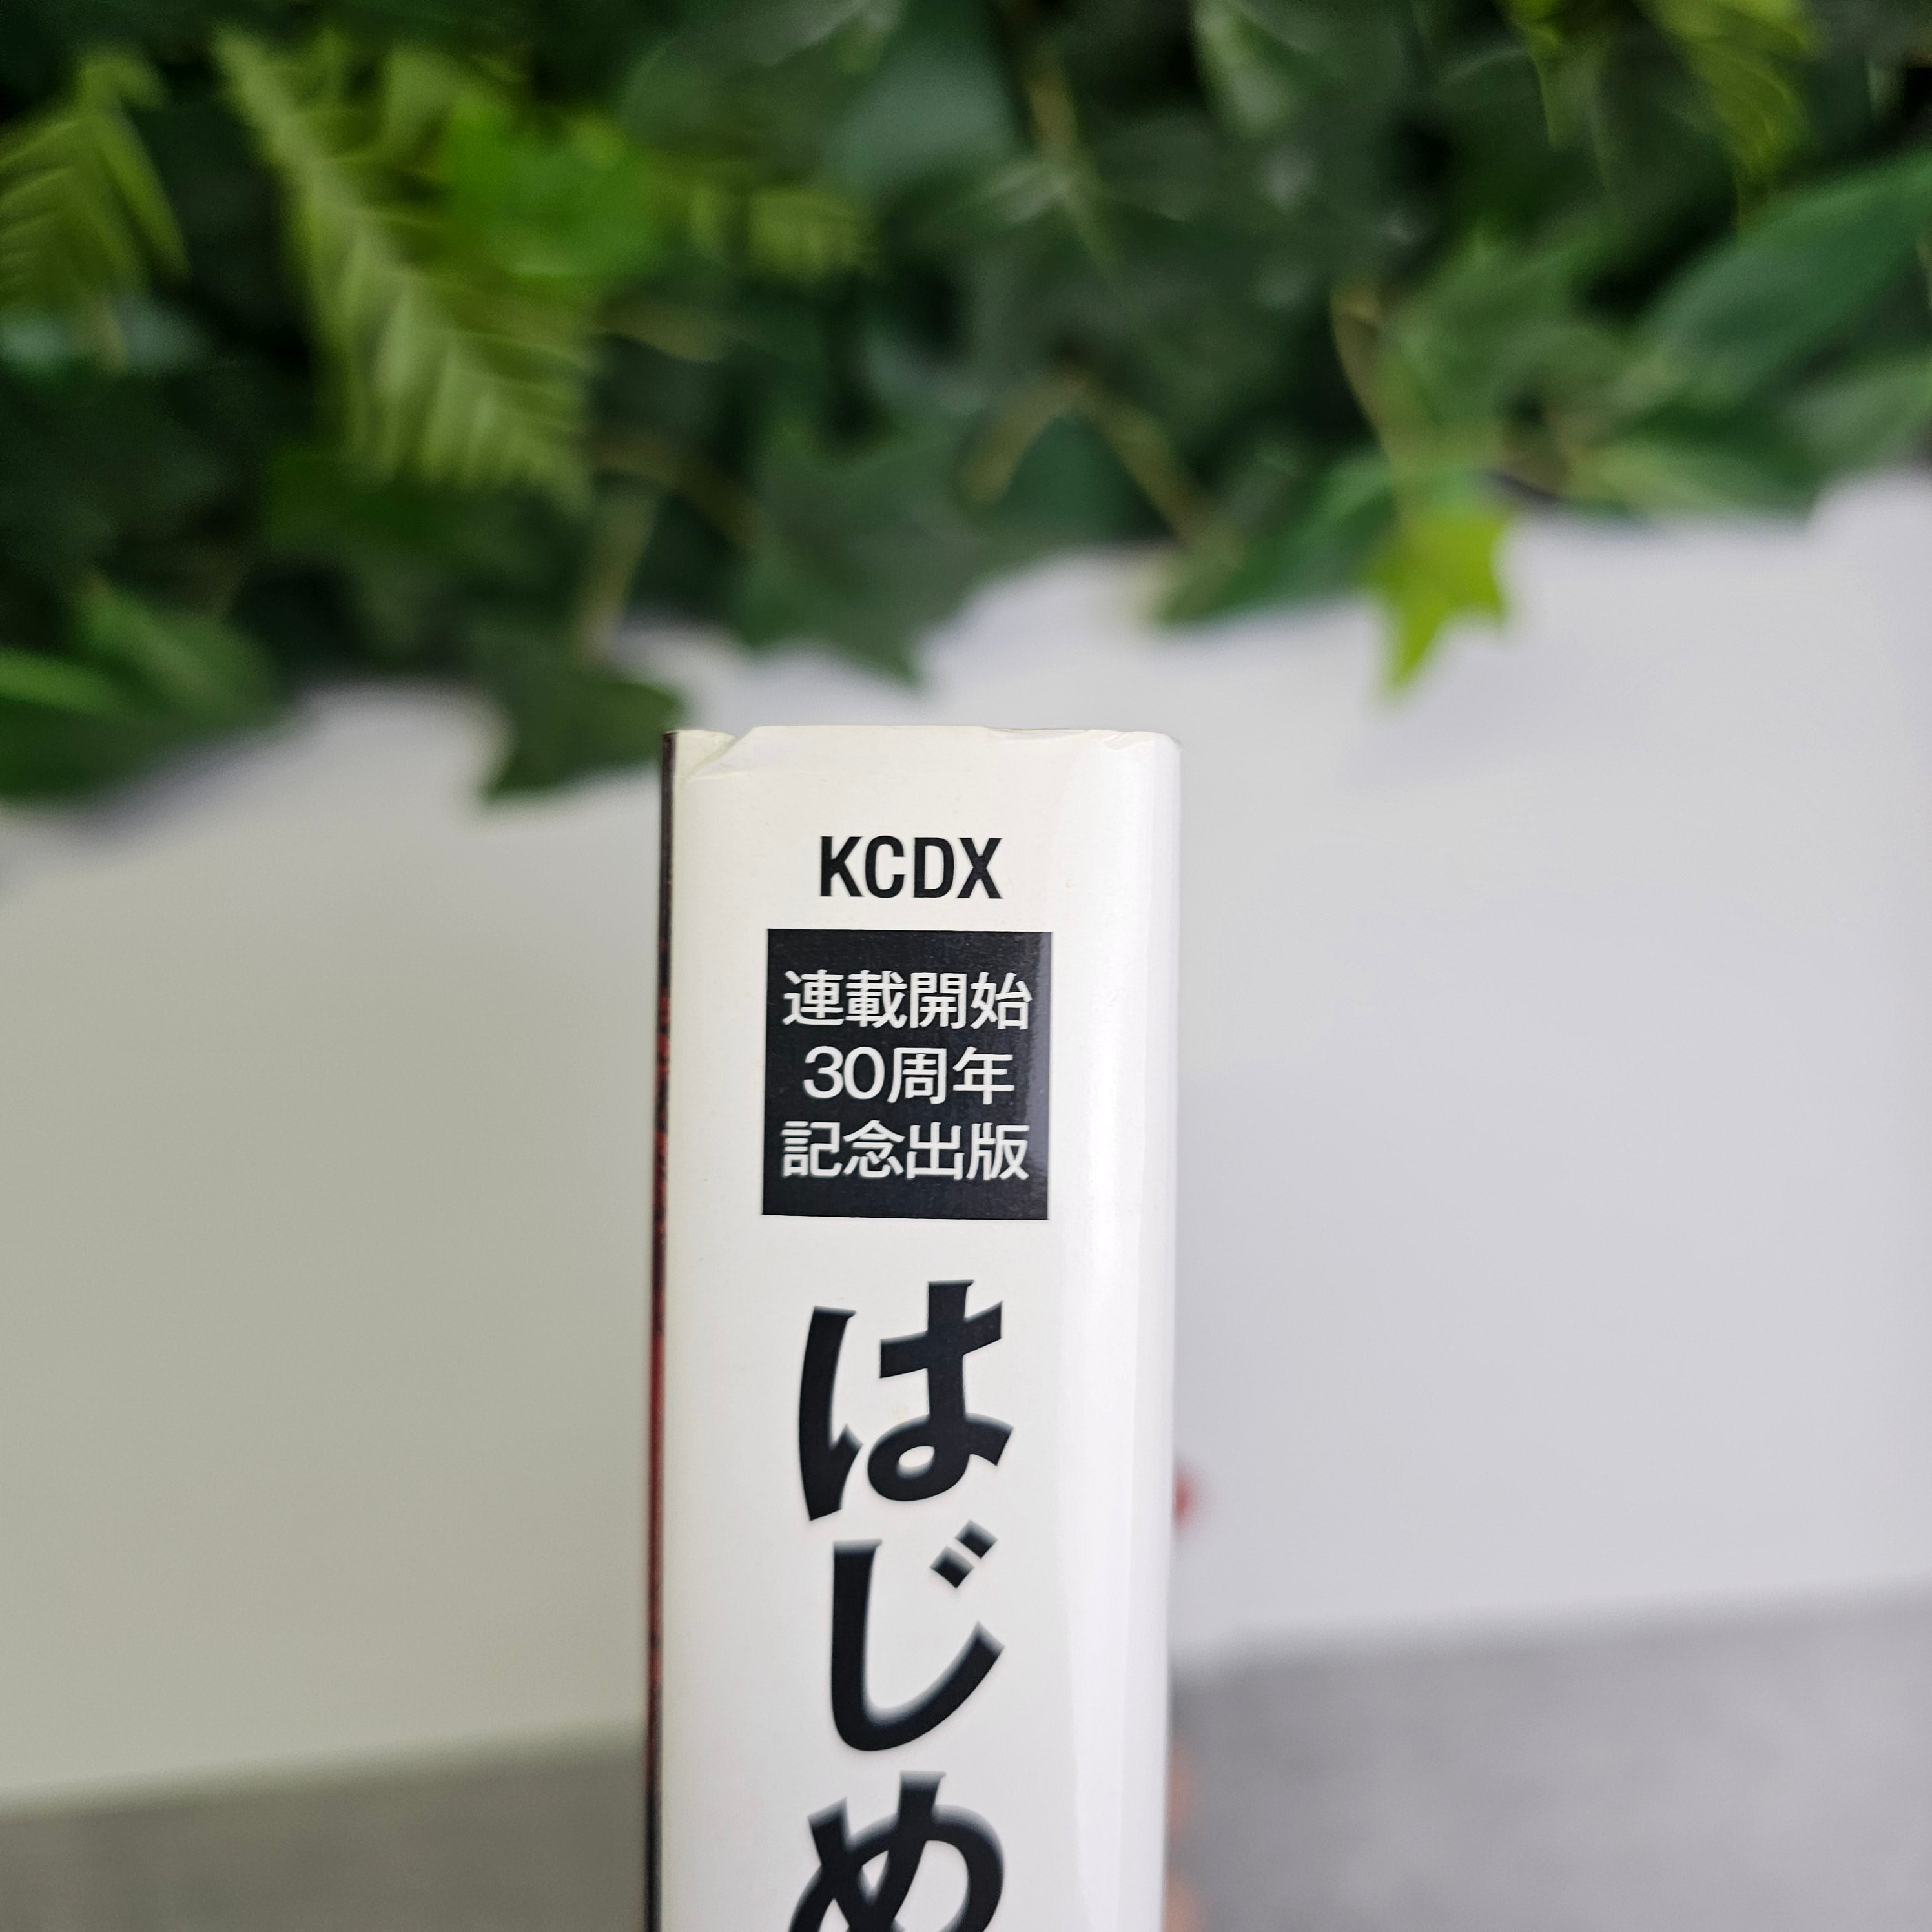 KCDX
連載開始
30周年
記念出版
はじめ